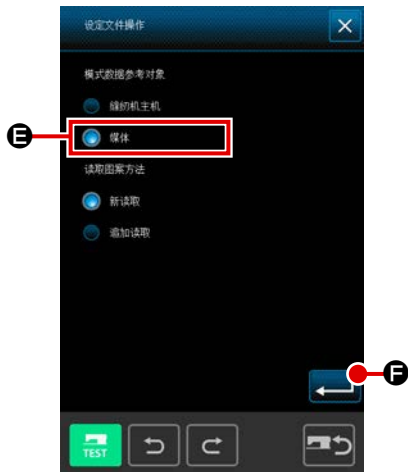 设定文件操作
模式数据参考对象
缝纫机主机
E
媒体
读取图案方法
新读取
追加读取
F
TEST